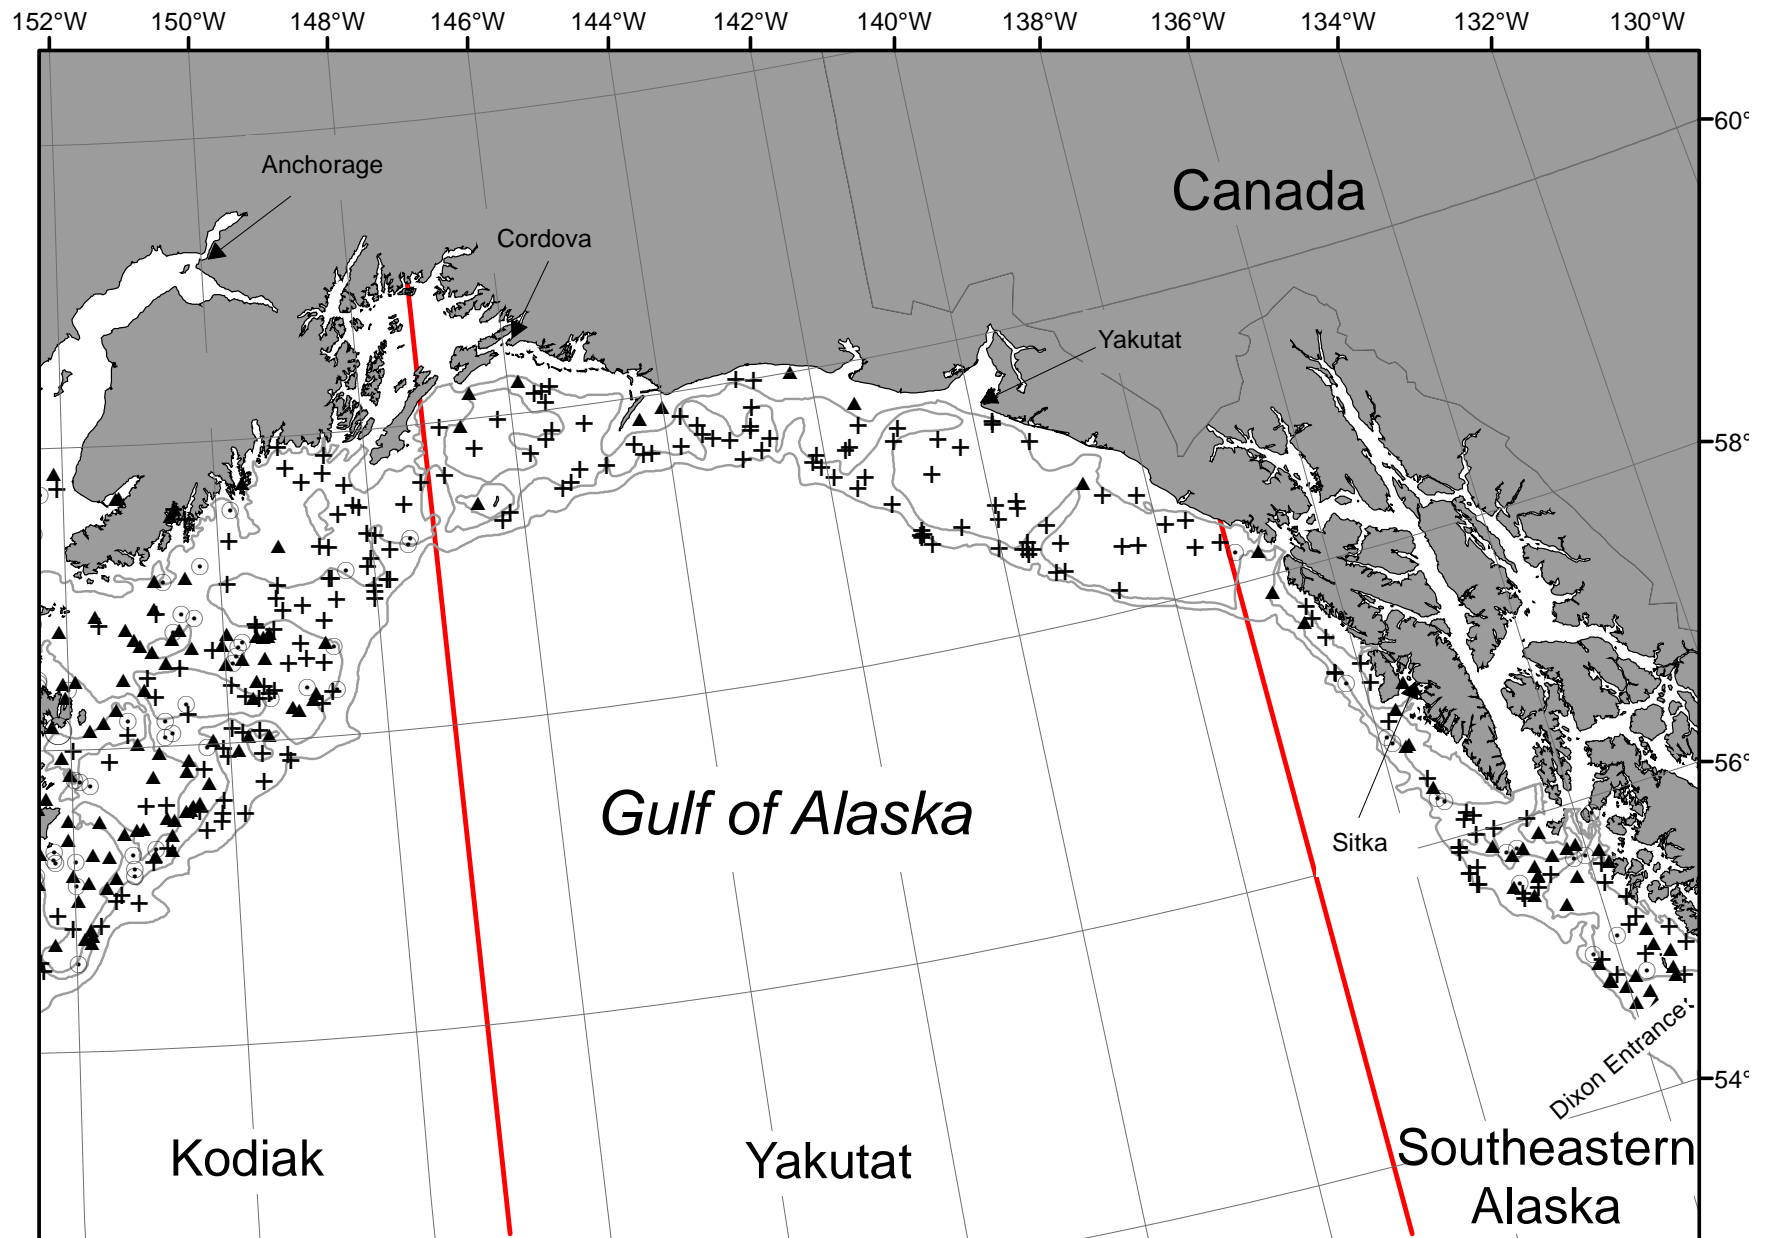 152°W 150°W 148°W 146°W 144°W 142°W 140°W 138°W 136°W 134°W 132°W 130°W
60°
Anchorage
Canada
Cordova
Yakutat
58°
56°
Gulf of Alaska
Sitka
Dixon Entrance
54°
Kodiak
Yakutat
Southeastern
Alaska